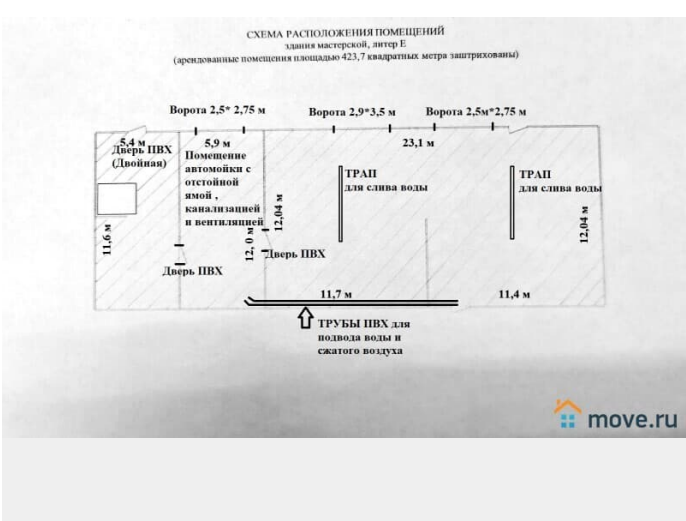 СХЕМА РАСПОЛОЖЕНИЯ ПОМЕЩЕНИЙ
здания мастерской, литер Е
(арендованные помещения площадью 423,7 квадратных метра заштрихованы)
Ворота 2,5* 2,75 м
Ворота 2,9*3,5 м
Ворота 2,5м*2,75 м
5,4 м
Дверь ПВХ
(Двойная)
5,9 м
Помещение
автомойки с
отстойной
ямой ,
канализацией
и вентиляцией
23,1 м
ТРАП
для слива воды
ТРАП
для слива воды
11,6 м
12, 0 м
12,04 м
12,04 м
Дверь ПВХ
Дверь ПВХ
11,7 м
11,4 м
ТРУБЫ ПВХ для
подвода воды и
сжатого воздуха
move.ru